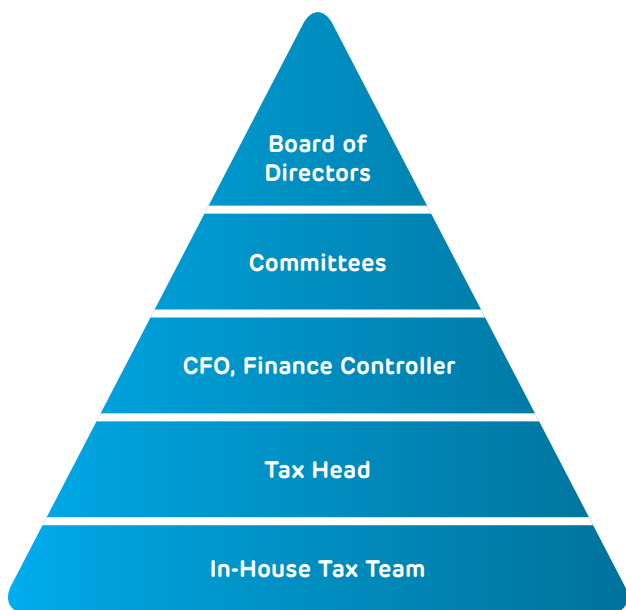 Board of
Directors
Committees
CFO, Finance Controller
Tax Head
In-House Tax Team